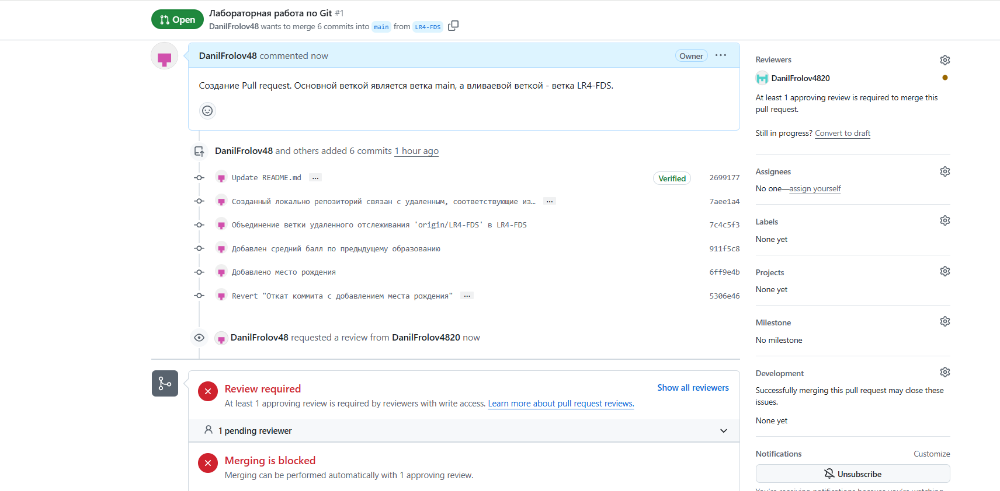 Open
Лабораторная работа по Git #1
DanilFrolov48 wants to merge 6 commits into main from LR4-FDS
DanilFrolov48 commented now
Owner
Создание Pull request. Основной веткой является ветка main, а вливаевой веткой - ветка LR4-FDS.
DanilFrolov48 and others added 6 commits 1 hour ago
Update README.md ...
Verified
2699177
Созданный локально репозиторий связан с удаленным, соответствующие из… ...
7aee1a4
Объединение ветки удаленного отслеживания 'origin/LR4-FDS' в LR4-FDS
7c4c5f3
Добавлен средний балл по предыдущему образованию
911f5c8
Добавлено место рождения
6ff9e4b
Revert "Откат коммита с добавлением места рождения" ...
5306e46
DanilFrolov48 requested a review from DanilFrolov4820 now
Review required
Show all reviewers
At least 1 approving review is required by reviewers with write access. Learn more about pull request reviews.
1 pending reviewer
Merging is blocked
Merging can be performed automatically with 1 approving review.
Reviewers
DanilFrolov4820
At least 1 approving review is required to merge this
pull request.
Still in progress? Convert to draft
Assignees
No one—assign yourself
Labels
None yet
Projects
None yet
Milestone
No milestone
Development
Successfully merging this pull request may close these
issues.
None yet
Notifications
Customize
Unsubscribe
You're receiving notifications because you're watching